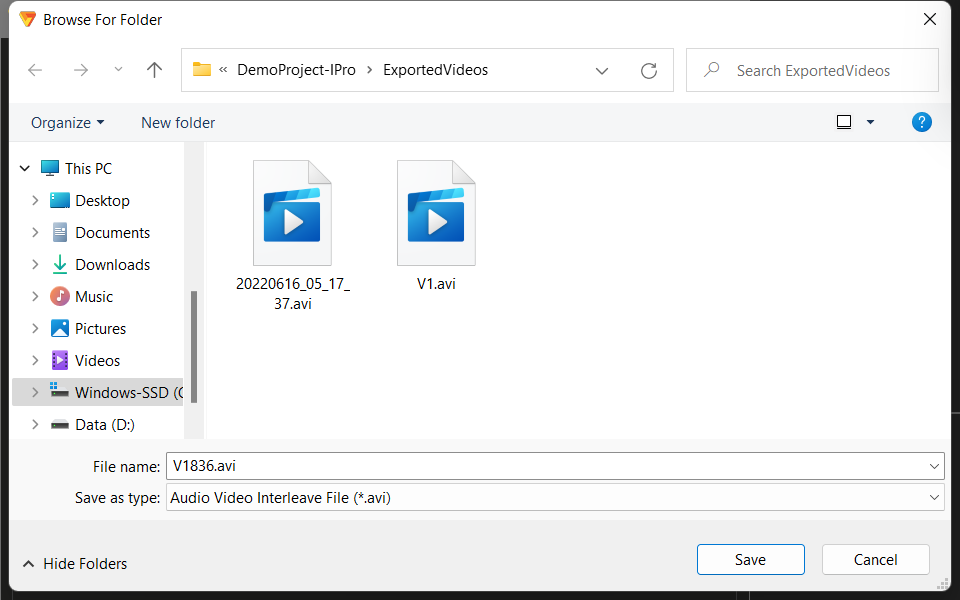 Browse For Folder
« DemoProject-IPro > ExportedVideos
Search ExportedVideos
Organize
New folder
?
This PC
Desktop
Documents
Downloads
Music
Pictures
Videos
Windows-SSD (C
Data (D:)
20220616_05_17_
37.avi
V1.avi
File name: V1836.avi
Save as type: Audio Video Interleave File (*.avi)
Hide Folders
Save
Cancel